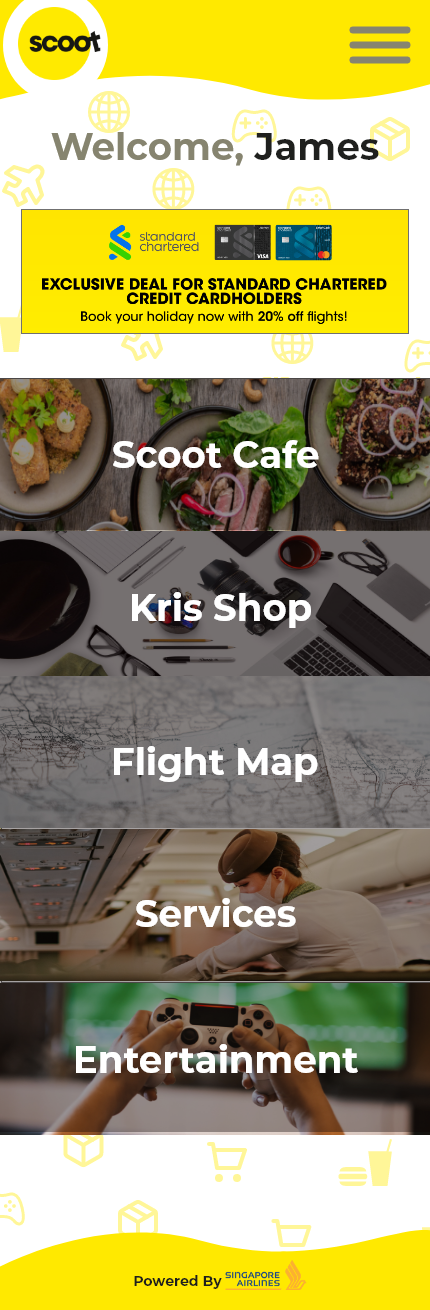 scoot
Welcome, James
standard
chartered
VISA
EXCLUSIVE DEAL FOR STANDARD CHARTERED
CREDIT CARDHOLDERS
Book your holiday now with 20% off flights!
Scoot Cafe
Kris Shop
Flight Map
Services
Entertainment
Powered By SINGAPORE
AIRLINES